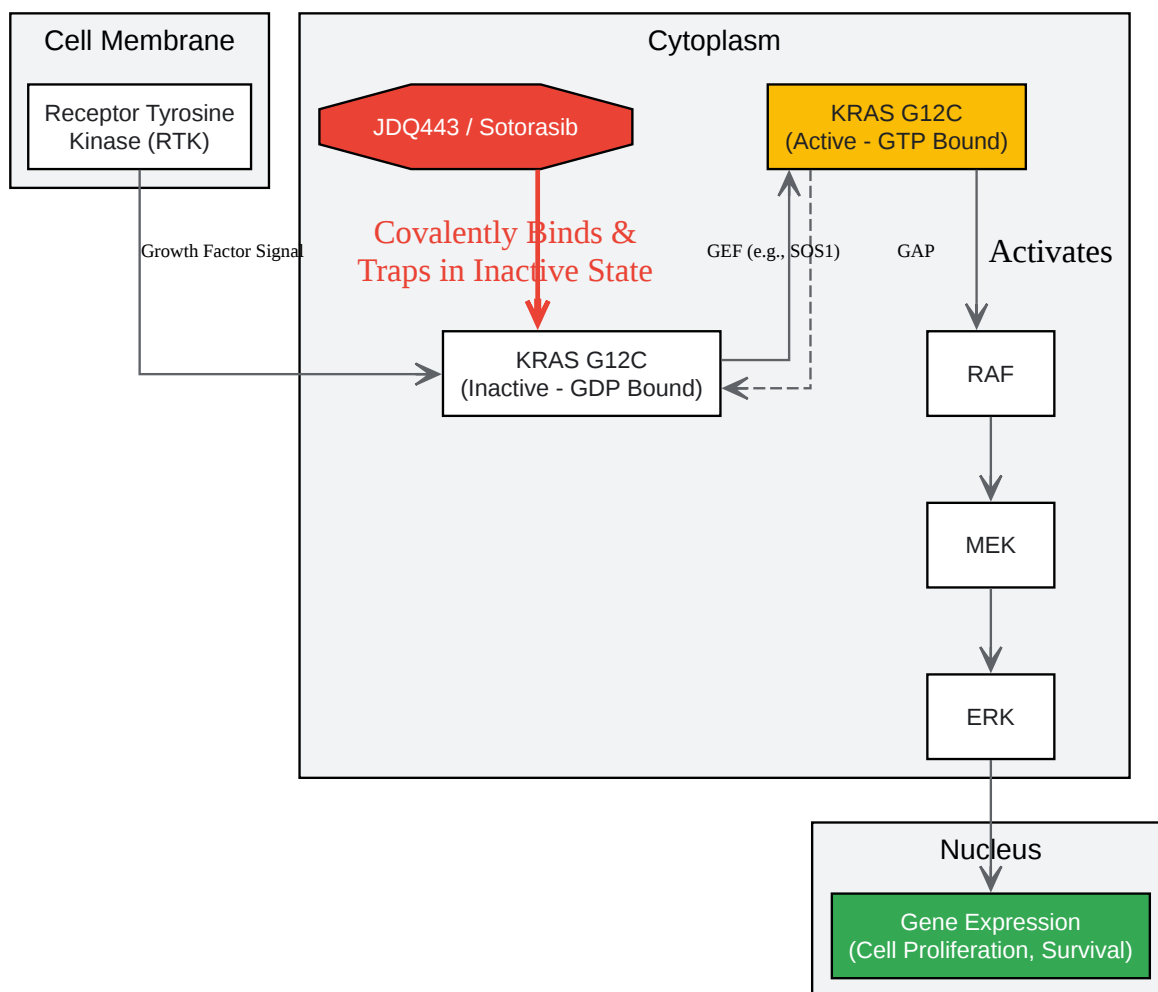 Cell Membrane
Receptor Tyrosine
Kinase (RTK)
Cytoplasm
JDQ443 / Sotorasib
KRAS G12C
(Active - GTP Bound)
Growth Factor Signal
Covalently Binds &
Traps in Inactive State
GEF (e.g., SOS1)
GAP
Activates
KRAS G12C
(Inactive - GDP Bound)
RAF
MEK
ERK
Nucleus
Gene Expression
(Cell Proliferation, Survival)